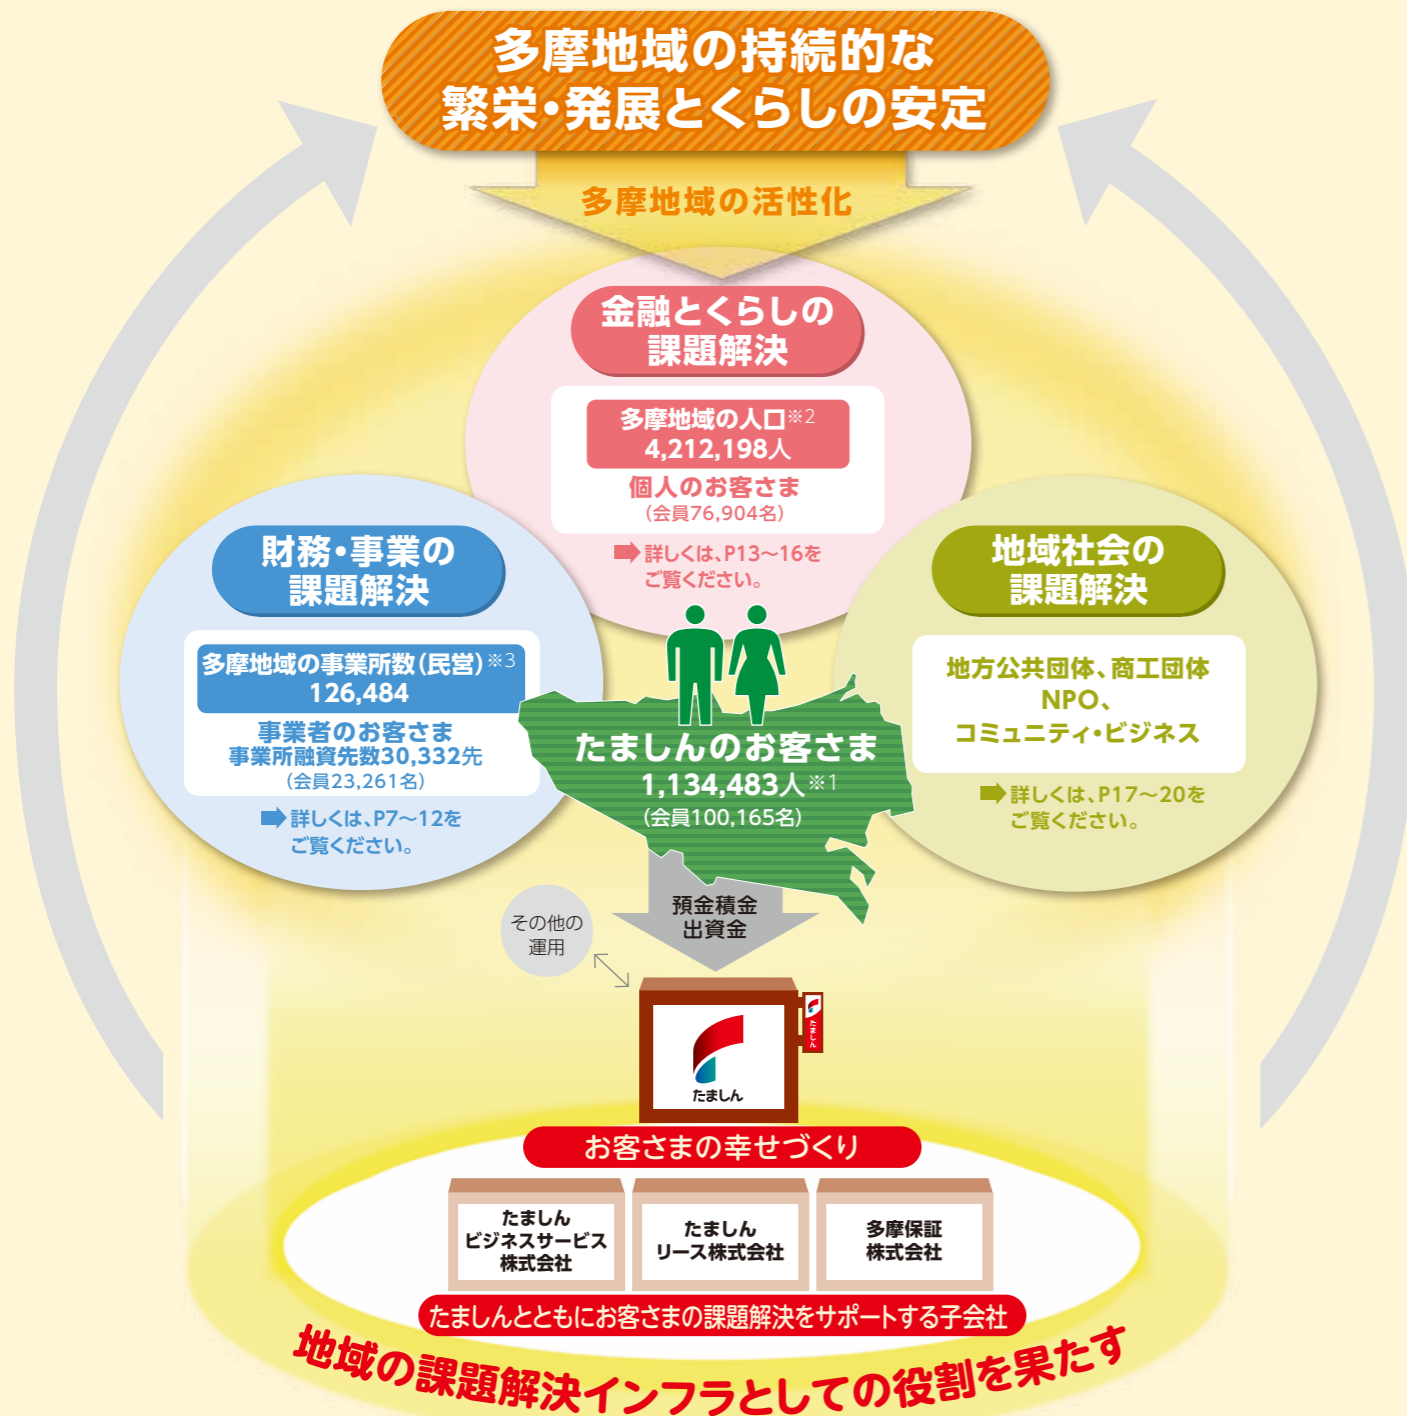 多摩地域の持続的な
繁栄・発展とくらしの安定
多摩地域の活性化
金融とくらしの
課題解決
多摩地域の人口※2
4,212,198人
個人のお客さま
(会員76,904名)
詳しくは、P13〜16を
ご覧ください。
財務・事業の
課題解決
多摩地域の事業所数(民営)※3
126,484
事業者のお客さま
事業所融資先数30,332先
(会員23,261名)
詳しくは、P7〜12を
ご覧ください。
地域社会の
課題解決
地方公共団体、商工団体
NPO、
コミュニティ・ビジネス
詳しくは、P17〜20を
ご覧ください。
たましんのお客さま
1,134,483人※1
(会員100,165名)
預金積金
出資金
その他の
運用
たましん
たましん
お客さまの幸せづくり
たましん
ビジネスサービス
株式会社
たましん
リース株式会社
多摩保証
株式会社
たましんとともにお客さまの課題解決をサポートする子会社
地域の課題解決インフラとしての役割を果たす